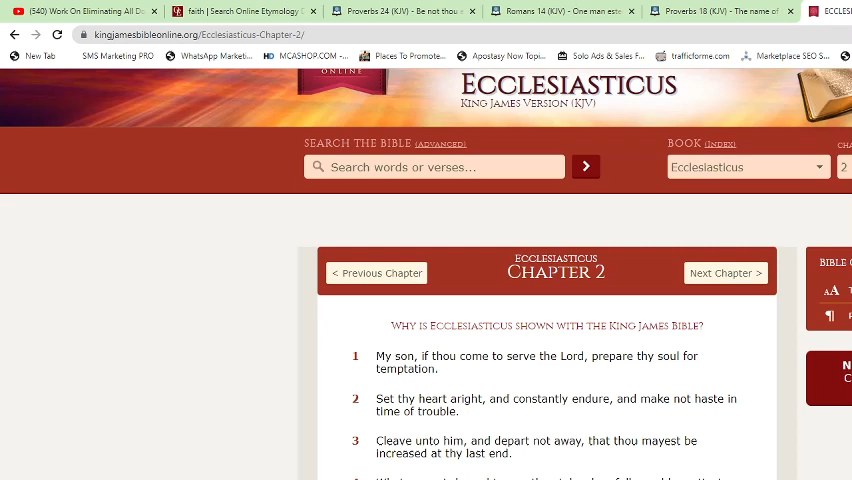 (540) Work On Eliminating All Do
faith | Search Online Etymology D
Proverbs 24 (KJV) - Be not thou e
Romans 14 (KJV) - One man este
Proverbs 18 (KJV) - The name of
ECCLESI
kingjamesbibleonline.org/Ecclesiasticus-Chapter-2/
New Tab
SMS Marketing PRO
WhatsApp Market...
HD MCASHOP.COM -...
Places To Promote...
Apostasy Now Topic...
Solo Ads & Sales F...
trafficforme.com
Marketplace SEO S...
ONLINE
ECCLESIASTICUS
KING JAMES VERSION (KJV)
SEARCH THE BIBLE (ADVANCED)
BOOK (INDEX)
CHA
Search words or verses...
>
Ecclesiasticus
2
ECCLESIASTICUS
< Previous Chapter
CHAPTER 2
Next Chapter >
BIBLE
AA
¶
WHY IS ECCLESIASTICUS SHOWN WITH THE KING JAMES BIBLE?
1 My son, if thou come to serve the Lord, prepare thy soul for
temptation.
2 Set thy heart aright, and constantly endure, and make not haste in
time of trouble.
3 Cleave unto him, and depart not away, that thou mayest be
increased at thy last end.